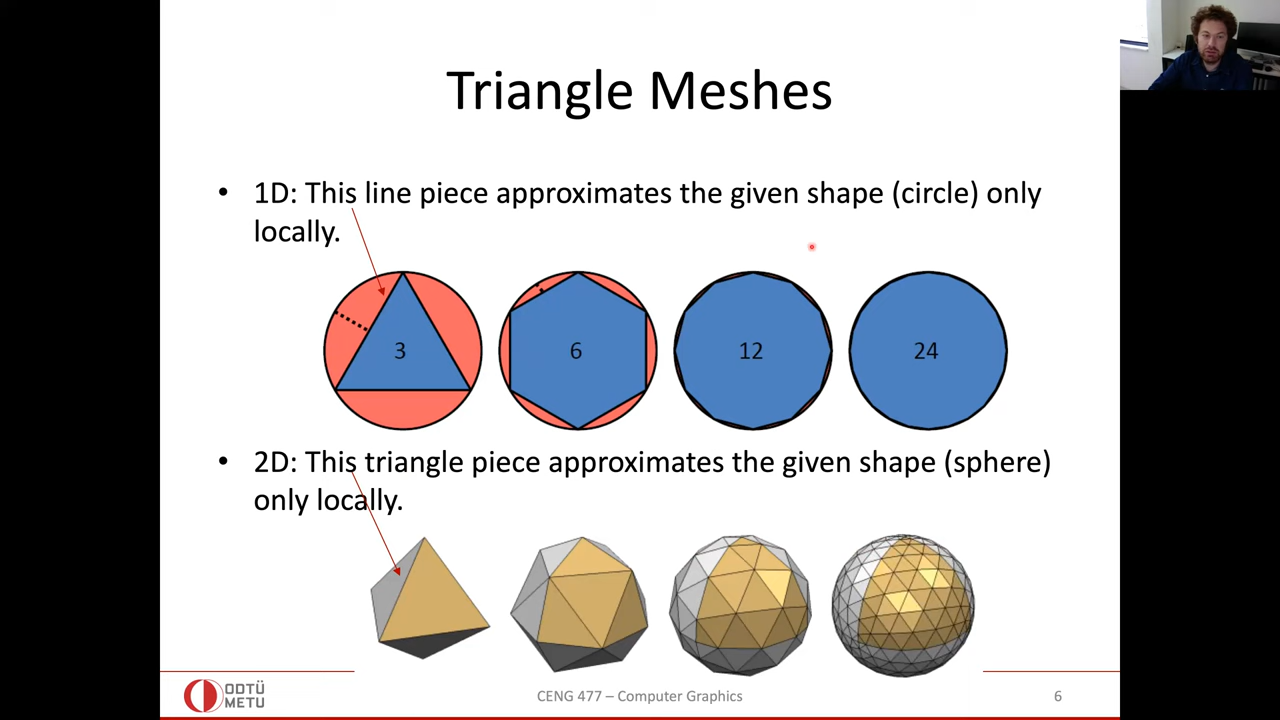 Triangle Meshes
• 1D: This line piece approximates the given shape (circle) only
locally.
3
6
12
24
• 2D: This triangle piece approximates the given shape (sphere)
only locally.
ODTÜ
METU
CENG 477 – Computer Graphics
6